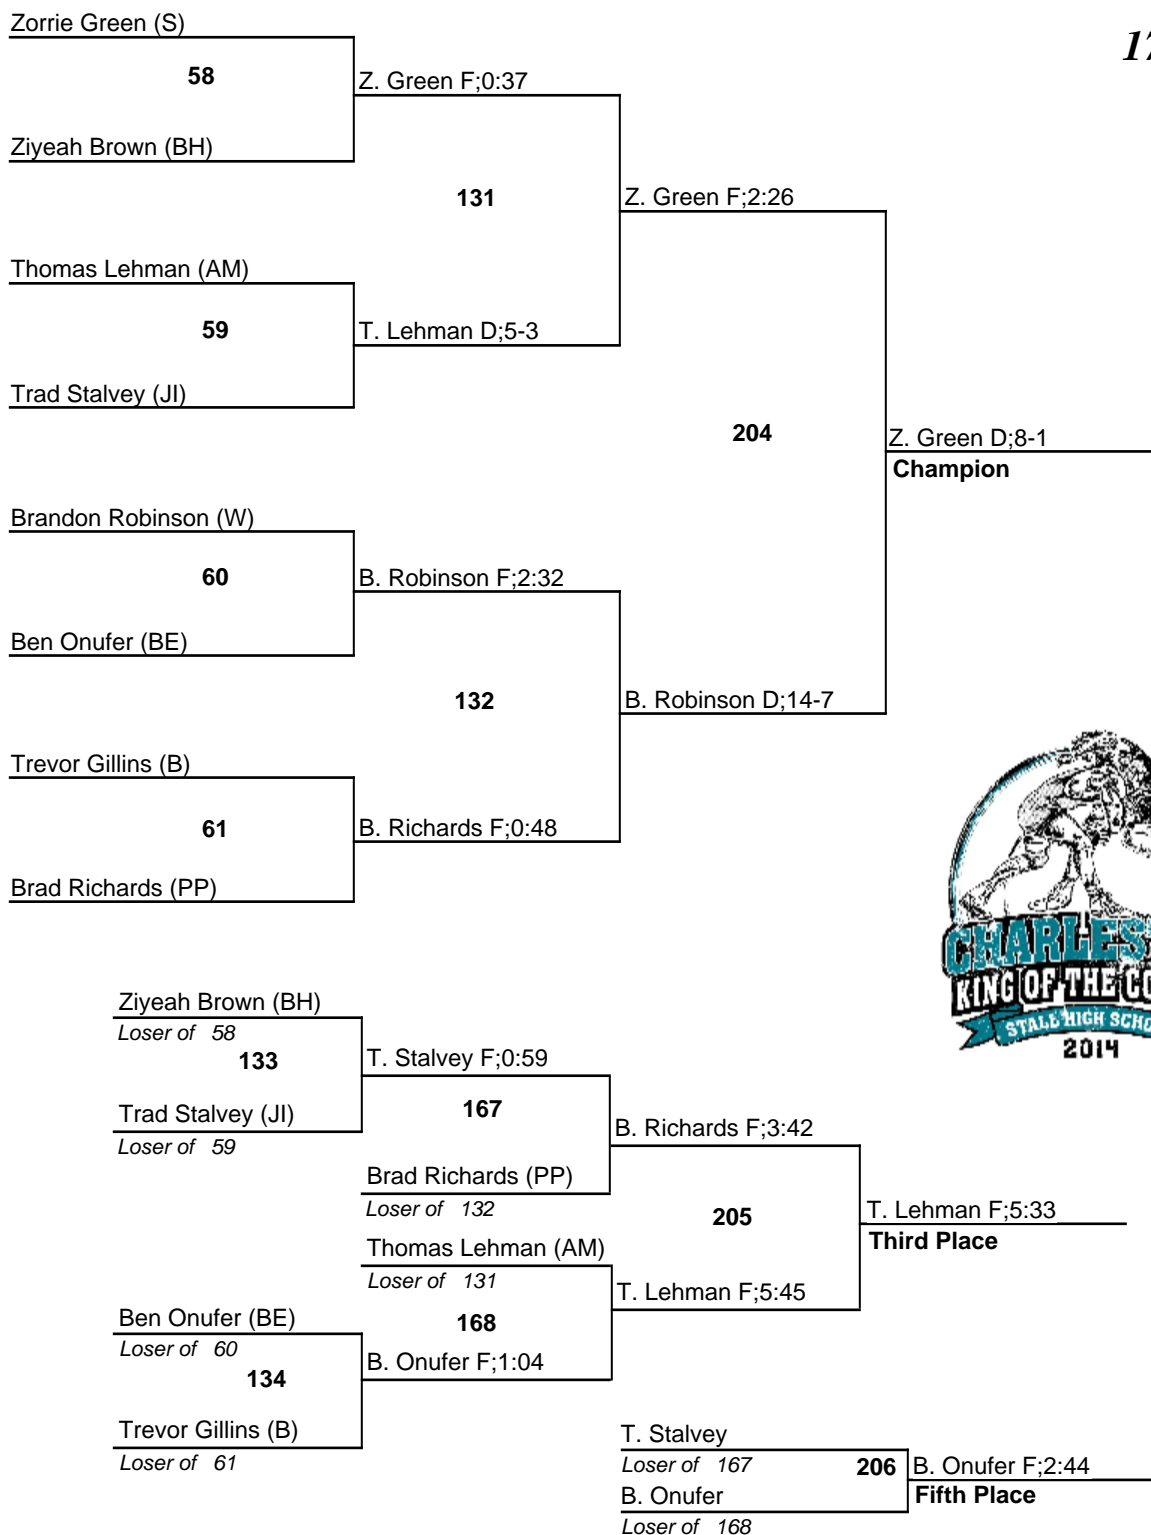 Zorrie Green (S)
58
Z. Green F;0:37
Ziyeah Brown (BH)
131
Z. Green F;2:26
Thomas Lehman (AM)
59
T. Lehman D;5-3
Trad Stalvey (JI)
204
Z. Green D;8-1
Champion
Brandon Robinson (W)
60
B. Robinson F;2:32
Ben Onufer (BE)
132
B. Robinson D;14-7
Trevor Gillins (B)
61
B. Richards F;0:48
Brad Richards (PP)
KING OF THE
STALL HIGH
2014
Ziyeah Brown (BH)
Loser of 58
133
T. Stalvey F;0:59
Trad Stalvey (JI)
Loser of 59
167
B. Richards F;3:42
Brad Richards (PP)
Loser of 132
205
T. Lehman F;5:33
Third Place
Thomas Lehman (AM)
Loser of 131
T. Lehman F;5:45
Ben Onufer (BE)
Loser of 60
168
134
B. Onufer F;1:04
Trevor Gillins (B)
Loser of 61
T. Stalvey
Loser of 167
206
B. Onufer F;2:44
Fifth Place
B. Onufer
Loser of 168